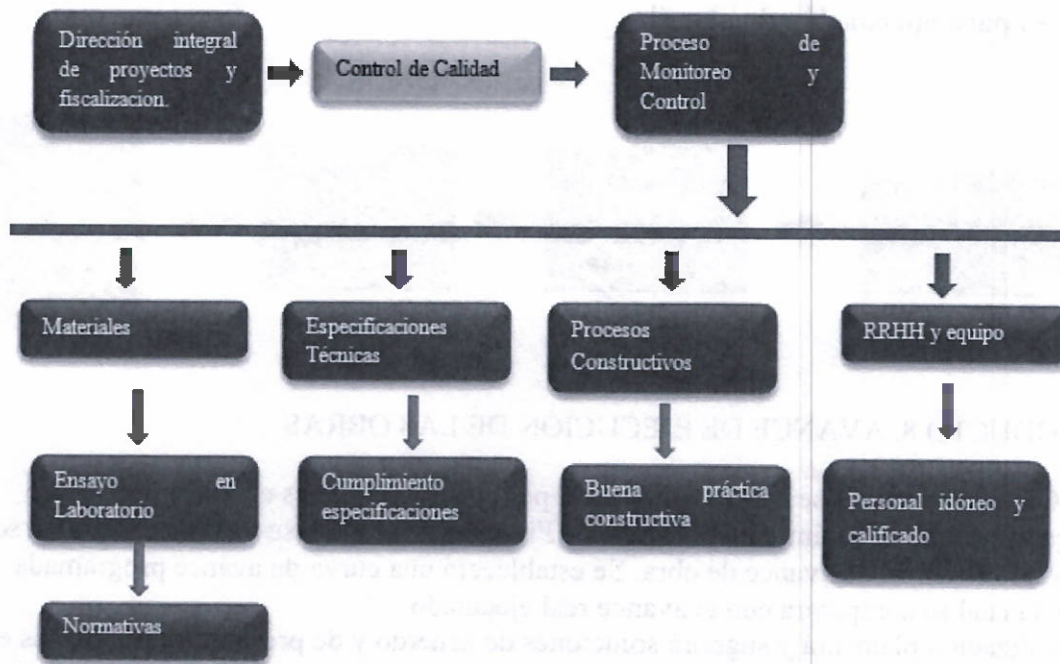 Dirección integral
de proyectos y
fiscalizacion.
Control de Calidad
Proceso de
Monitoreo y
Control
Materiales
Especificaciones
Técnicas
Procesos
Constructivos
RRHH y equipo
Ensayo en
Laboratorio
Cumplimiento
especificaciones
Buena práctica
constructiva
Personal idóneo y
calificado
Normativas